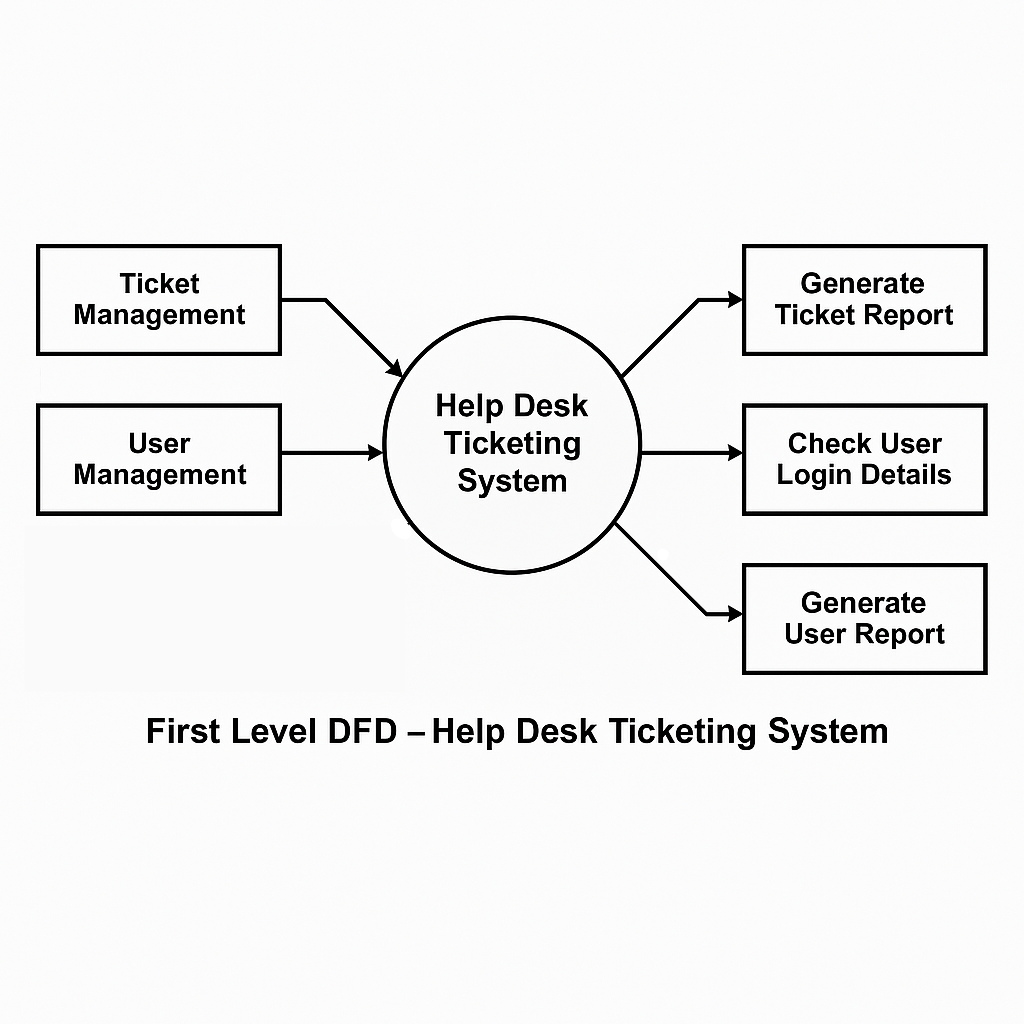 Ticket
Management
User
Management
Help Desk
Ticketing
System
Generate
Ticket Report
Check User
Login Details
Generate
User Report
First Level DFD – Help Desk Ticketing System